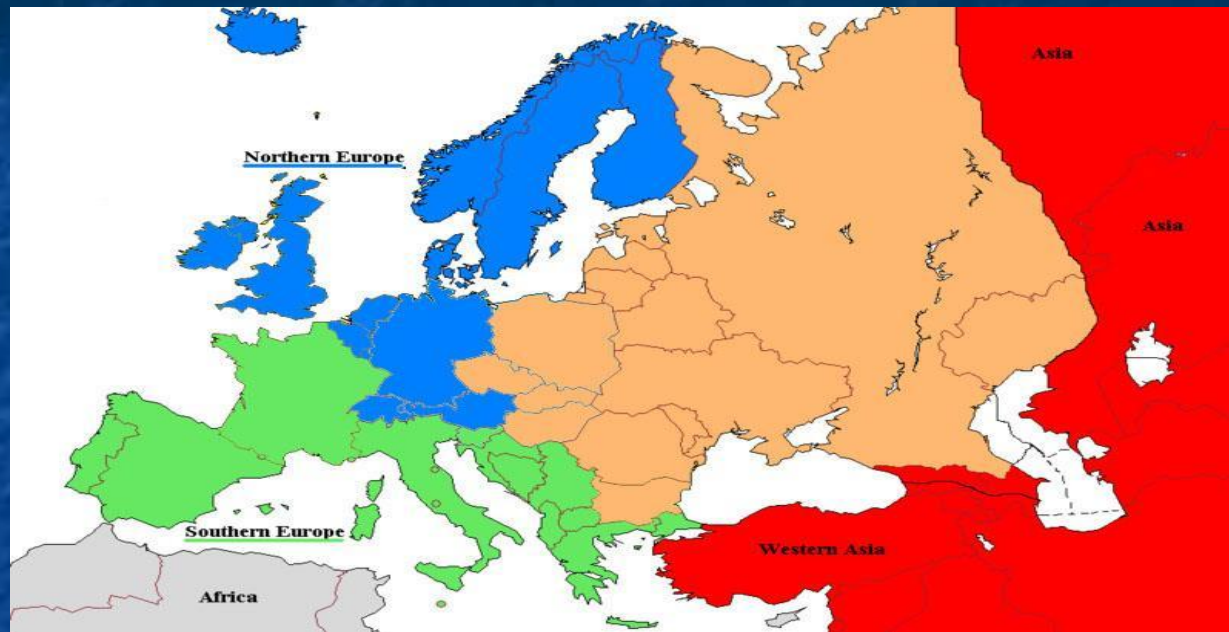 Asia
Northern Europe
Asia
Southern Europe
Western Asia
Africa